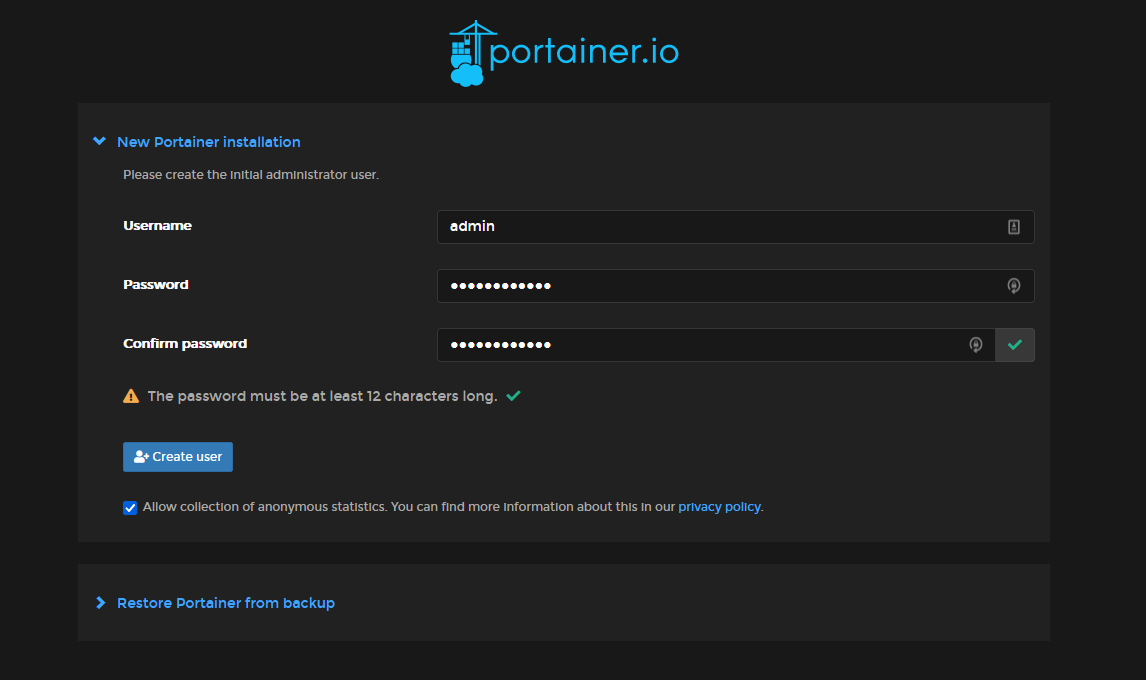 portainer.io
New Portainer installation
Please create the initial administrator user.
Username
admin
Password
••••••••••••
Confirm password
••••••••••••
The password must be at least 12 characters long.
Create user
Allow collection of anonymous statistics. You can find more information about this in our privacy policy.
Restore Portainer from backup